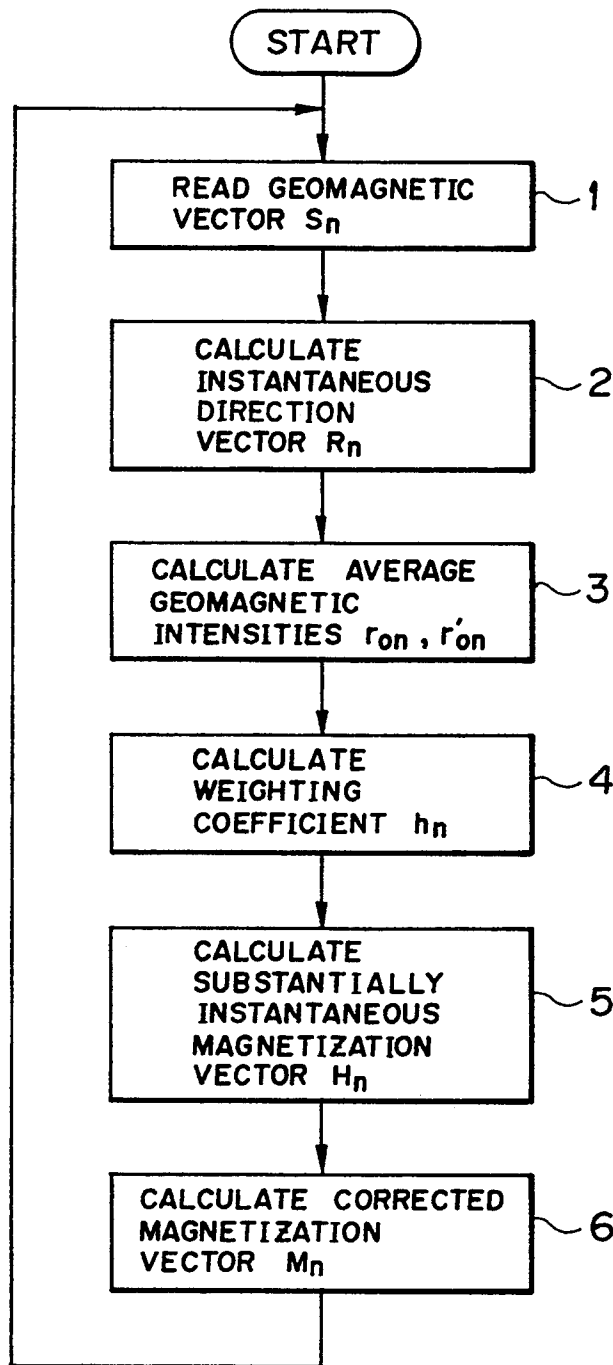 START
READ GEOMAGNETIC
VECTOR Sn
1
CALCULATE
INSTANTANEOUS
DIRECTION
VECTOR Rn
2
CALCULATE AVERAGE
GEOMAGNETIC
INTENSITIES ron , r'on
3
CALCULATE
WEIGHTING
COEFFICIENT hn
4
CALCULATE
SUBSTANTIALLY
INSTANTANEOUS
MAGNETIZATION
VECTOR Hn
5
CALCULATE CORRECTED
MAGNETIZATION
VECTOR Mn
6